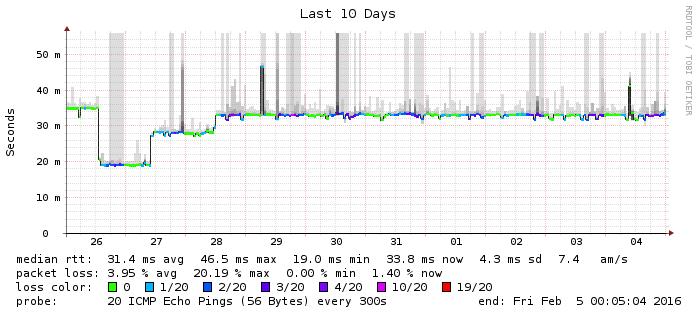 Last 10 Days
RRDTOOL / TOBI OETIKER
Seconds
50 m
40 m
30 m
20 m
10 m
0
26 27 28 29 30 31 01 02 03 04
median rtt: 31.4 ms avg 46.5 ms max 19.0 ms min 33.8 ms now 4.3 ms sd 7.4 am/s
packet loss: 3.95 % avg 20.19 % max 0.00 % min 1.40 % now
loss color: 0 1/20 2/20 3/20 4/20 10/20 19/20
probe: 20 ICMP Echo Pings (56 Bytes) every 300s end: Fri Feb 5 00:05:04 2016